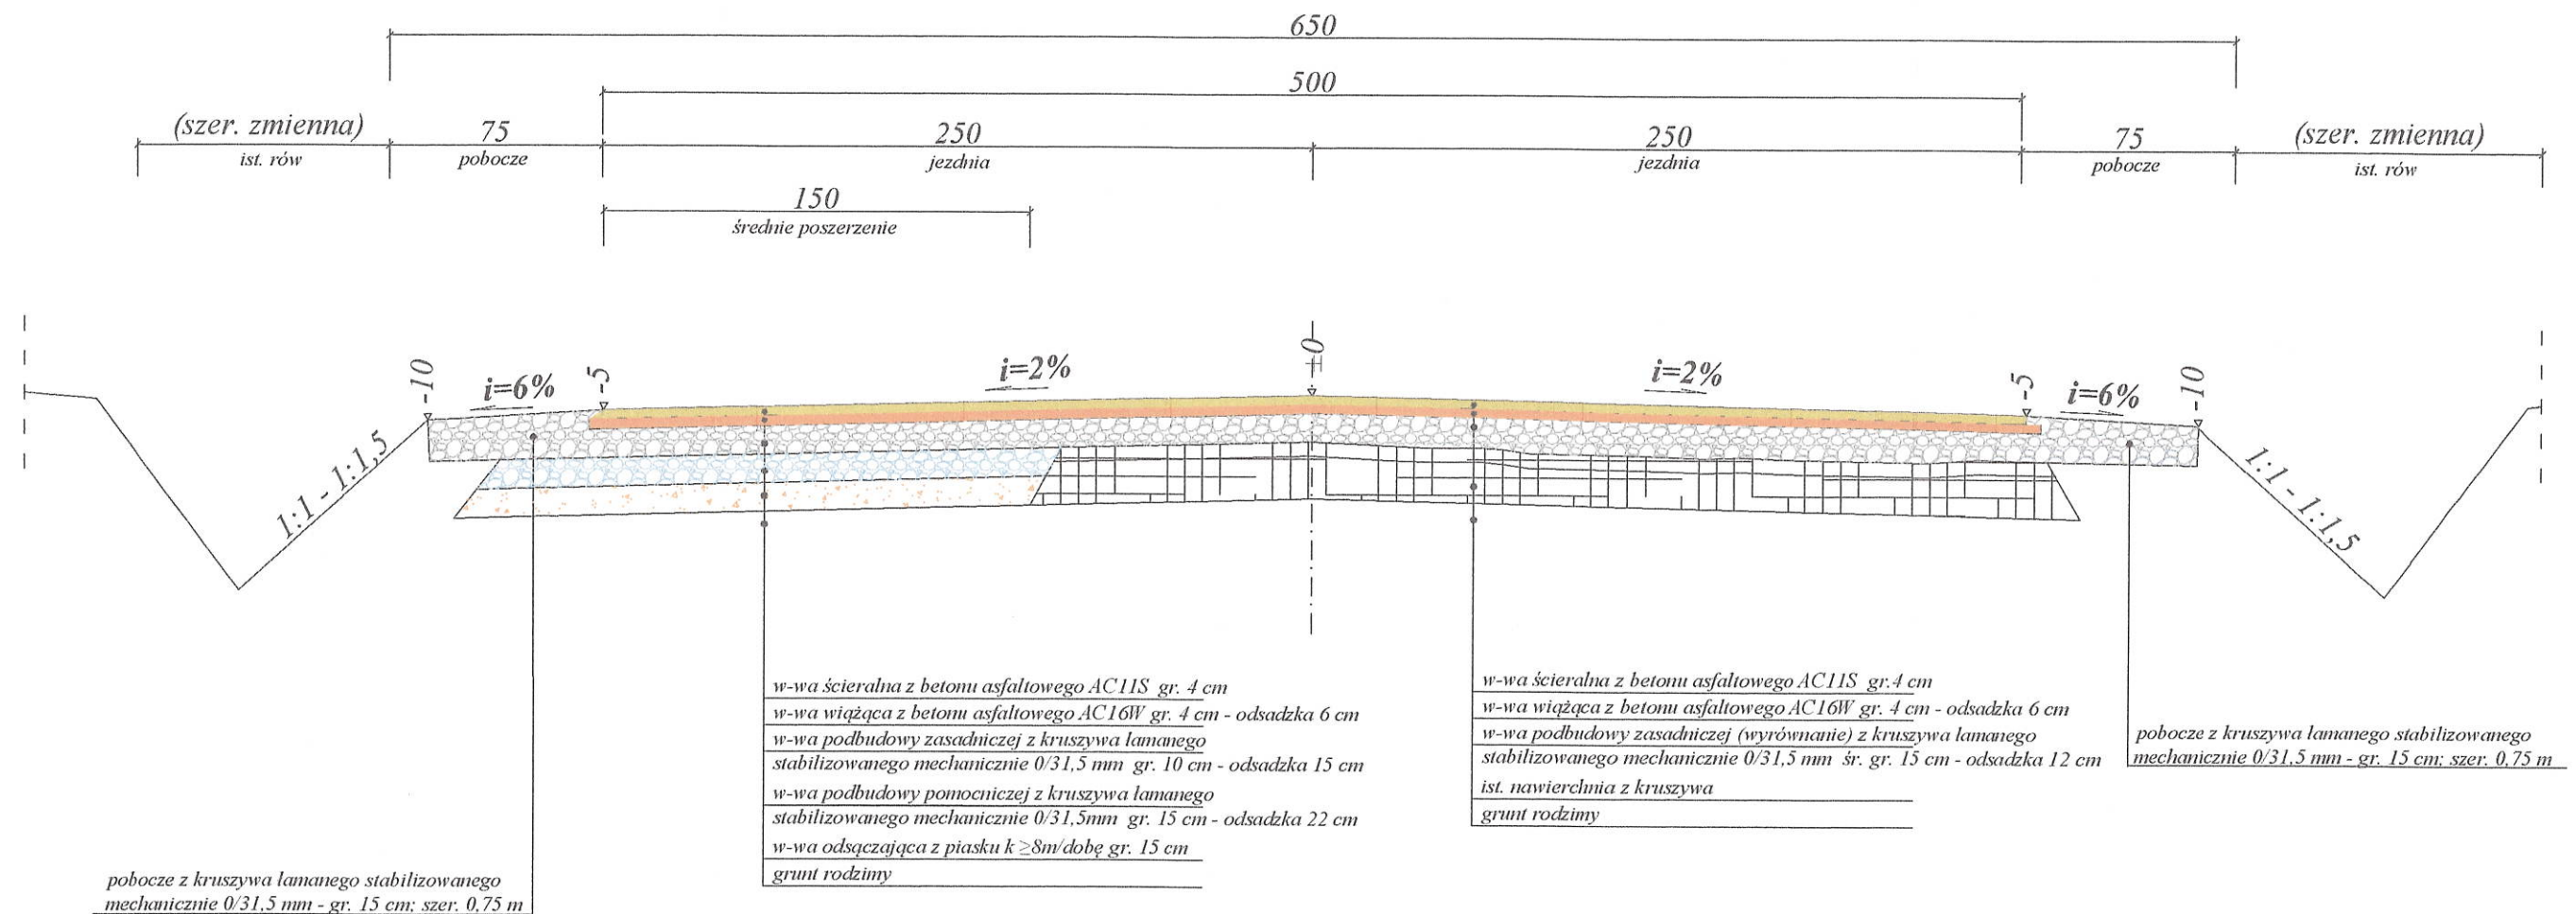 650
500
(szer. zmienna) 75 250 250 75 (szer. zmienna)
ist. rów pobocze jezdnia jezdnia pobocze ist. rów
150
średnie poszerzenie
-10 i=6% -5 i=2% ±0 i=2% -5 i=6% -10
1:1 - 1:1,5 1:1 - 1:1,5
w-wa ścieralna z betonu asfaltowego AC11S gr. 4 cm
w-wa wiążąca z betonu asfaltowego AC16W gr. 4 cm - odsadzka 6 cm
w-wa podbudowy zasadniczej z kruszywa łamanego
stabilizowanego mechanicznie 0/31,5 mm gr. 10 cm - odsadzka 15 cm
w-wa podbudowy pomocniczej z kruszywa łamanego
stabilizowanego mechanicznie 0/31,5mm gr. 15 cm - odsadzka 22 cm
w-wa odsączająca z piasku k ≥8m/dobę gr. 15 cm
grunt rodzimy
w-wa ścieralna z betonu asfaltowego AC11S gr.4 cm
w-wa wiążąca z betonu asfaltowego AC16W gr. 4 cm - odsadzka 6 cm
w-wa podbudowy zasadniczej (wyrównanie) z kruszywa łamanego
stabilizowanego mechanicznie 0/31,5 mm śr. gr. 15 cm - odsadzka 12 cm
ist. nawierchnia z kruszywa
grunt rodzimy
pobocze z kruszywa łamanego stabilizowanego
mechanicznie 0/31,5 mm - gr. 15 cm; szer. 0,75 m
pobocze z kruszywa łamanego stabilizowanego
mechanicznie 0/31,5 mm - gr. 15 cm; szer. 0,75 m